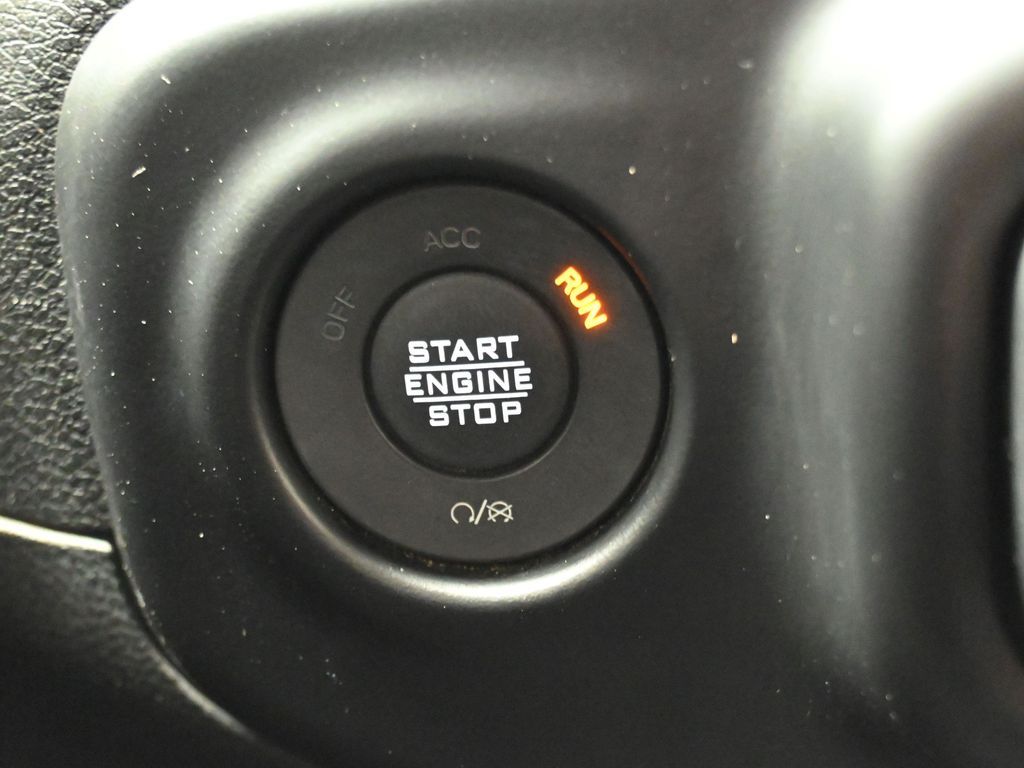 ACC
OFF
RUN
START
ENGINE
STOP